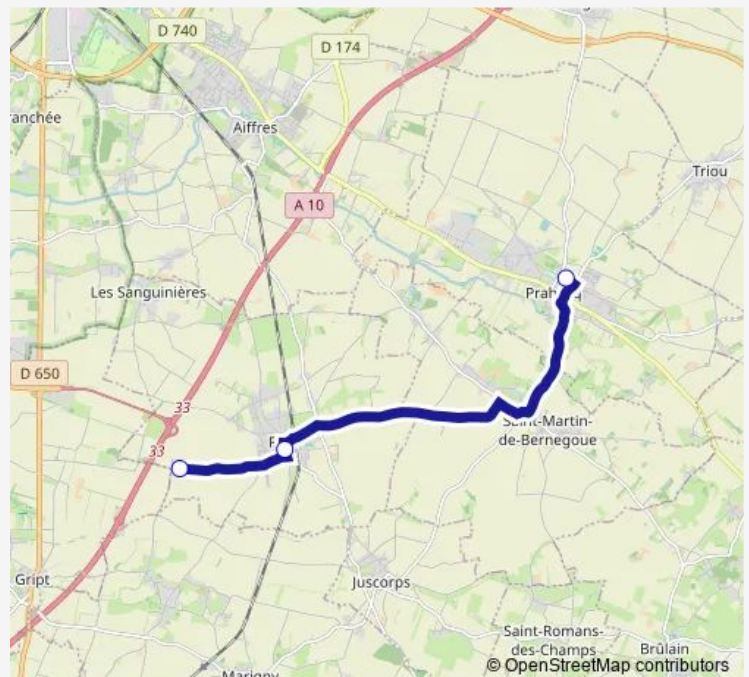 D 740
D 174
ranchée
Aiffres
Triou
A 10
Les Sanguinières
D 650
33
33
Saint-Martin-
de-Bernegoue
Gript
Juscorps
Saint-Romans-
des-Champs
Brûlain
Marigny
© OpenStreetMap contributors